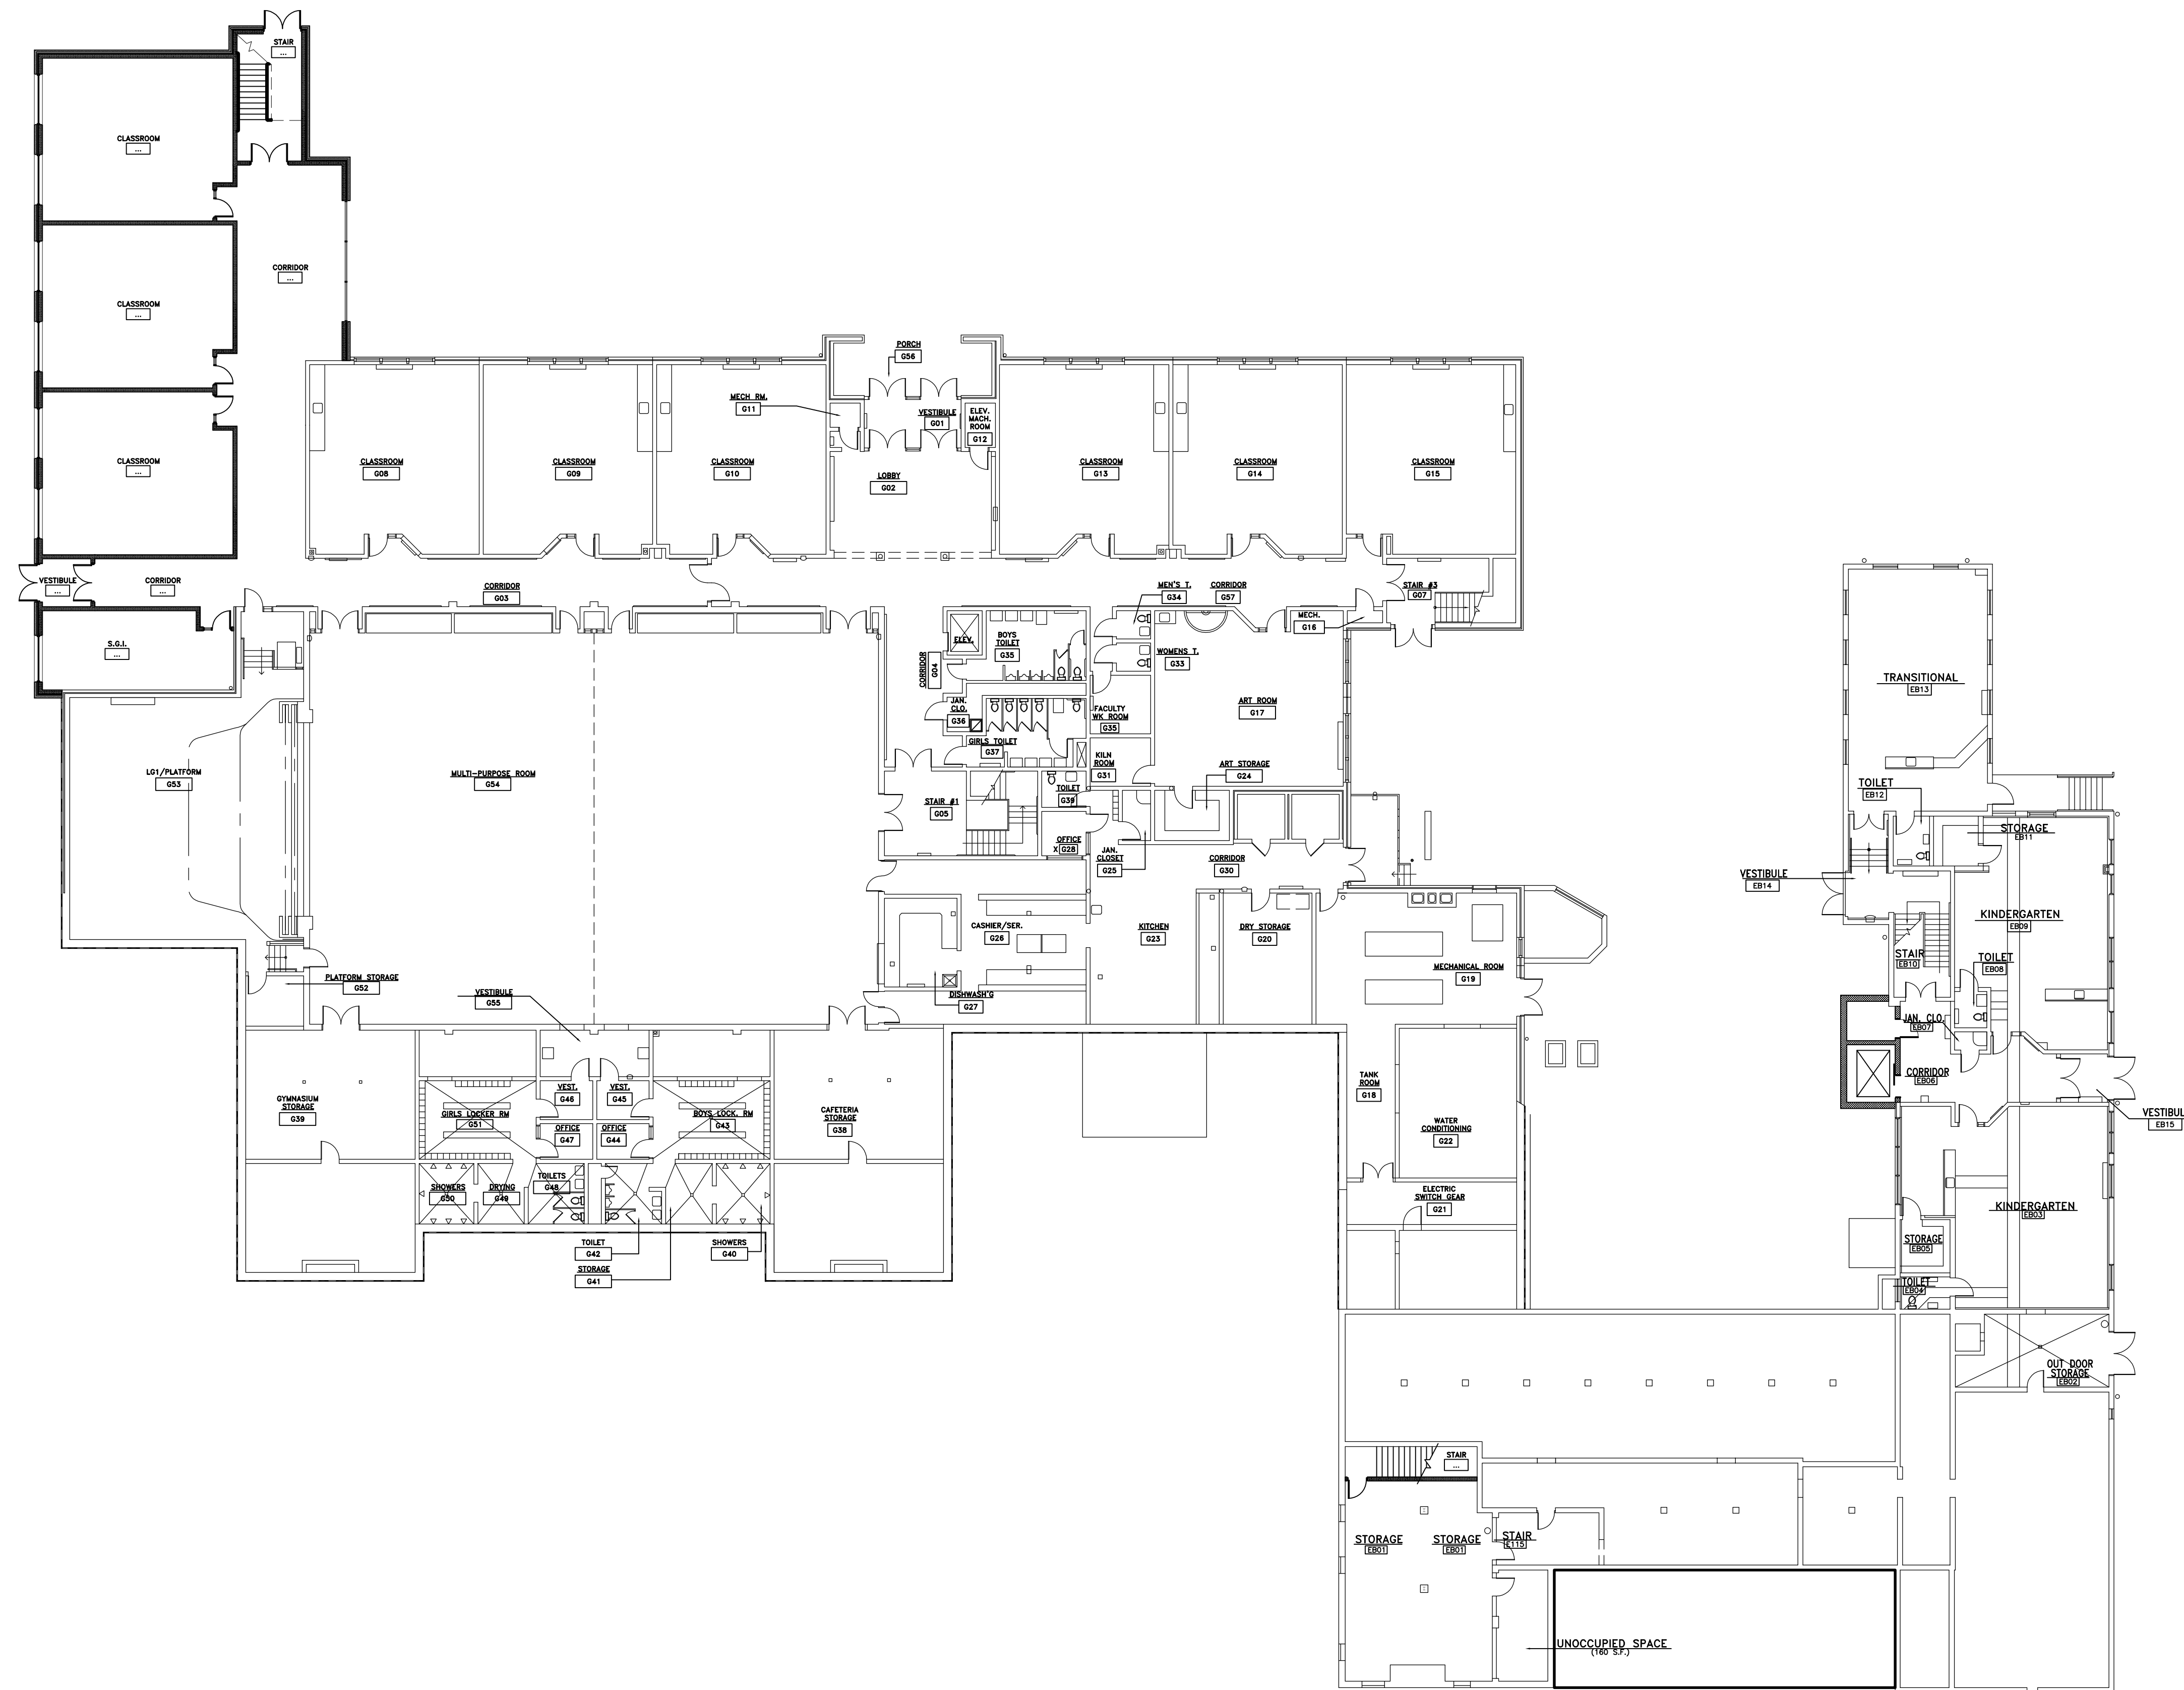 STAIR
...
CLASSROOM
...
CORRIDOR
...
CLASSROOM
...
PORCH
G56
MECH RM.
G11
VESTIBULE
G01
ELEV.
MACH.
ROOM
G12
CLASSROOM
...
CLASSROOM
G08
CLASSROOM
G09
CLASSROOM
G10
LOBBY
G02
CLASSROOM
G13
CLASSROOM
G14
CLASSROOM
G15
VESTIBULE
...
CORRIDOR
...
CORRIDOR
G03
MEN'S T.
G34
CORRIDOR
G57
STAIR #3
G07
MECH.
G16
S.G.I.
...
ELEV.
BOYS
TOILET
G35
WOMENS T.
G33
CORRIDOR
G04
JAN.
CLO.
G36
FACULTY
WK ROOM
G35
ART ROOM
G17
GIRLS TOILET
G37
KILN
ROOM
G31
ART STORAGE
G24
LG1/PLATFORM
G53
MULTI-PURPOSE ROOM
G54
STAIR #1
G05
TOILET
G39
OFFICE
X G28
JAN.
CLOSET
G25
CORRIDOR
G30
TRANSITIONAL
EB13
TOILET
EB12
STORAGE
EB11
VESTIBULE
EB14
KINDERGARTEN
EB09
STAIR
EB10
TOILET
EB08
JAN. CLO.
EB07
CORRIDOR
EB06
VESTIBUL
EB15
CASHIER/SER.
G26
KITCHEN
G23
DRY STORAGE
G20
MECHANICAL ROOM
G19
DISHWASH'G
G27
PLATFORM STORAGE
G52
VESTIBULE
G55
GYMNASIUM
STORAGE
G39
GIRLS LOCKER RM
G51
VEST.
G46
VEST.
G45
OFFICE
G47
OFFICE
G44
BOYS LOCK. RM
G43
CAFETERIA
STORAGE
G38
TANK
ROOM
G18
WATER
CONDITIONING
G22
SHOWERS
G50
DRYING
G49
TOILETS
G48
ELECTRIC
SWITCH GEAR
G21
TOILET
G42
STORAGE
G41
SHOWERS
G40
KINDERGARTEN
EB03
STORAGE
EB05
TOILET
EB04
OUT DOOR
STORAGE
EB02
STAIR
...
STORAGE
EB01
STORAGE
EB01
STAIR
E115
UNOCCUPIED SPACE
(160 S.F.)